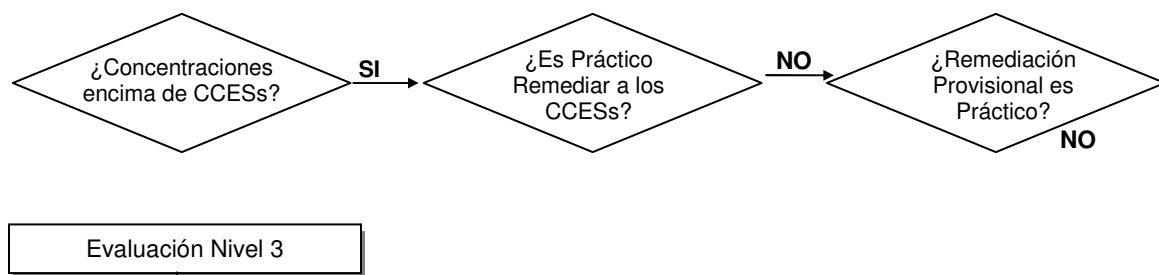 ¿Concentraciones
encima de CCESs?
SI
¿Es Práctico
Remediar a los
CCESs?
NO
¿Remediación
Provisional es
Práctico?
NO
Evaluación Nivel 3